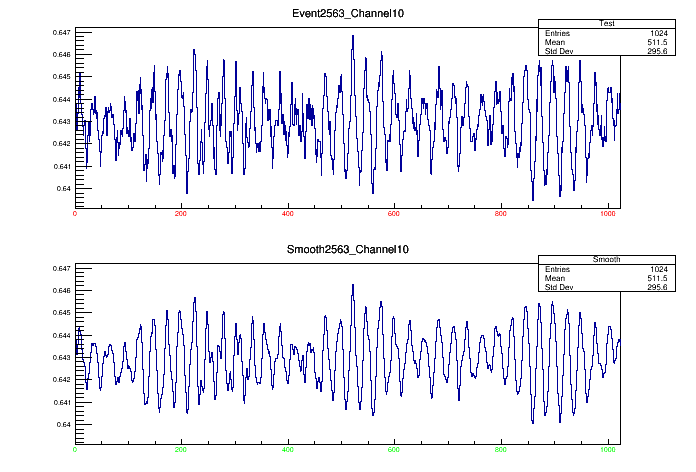 Event2563_Channel10
Test
Entries 1024
Mean 511.5
Std Dev 295.6
0.647
0.646
0.645
0.644
0.643
0.642
0.641
0.64
0 200 400 600 800 1000
Smooth2563_Channel10
Smooth
Entries 1024
Mean 511.5
Std Dev 295.6
0.647
0.646
0.645
0.644
0.643
0.642
0.641
0.64
0 200 400 600 800 1000